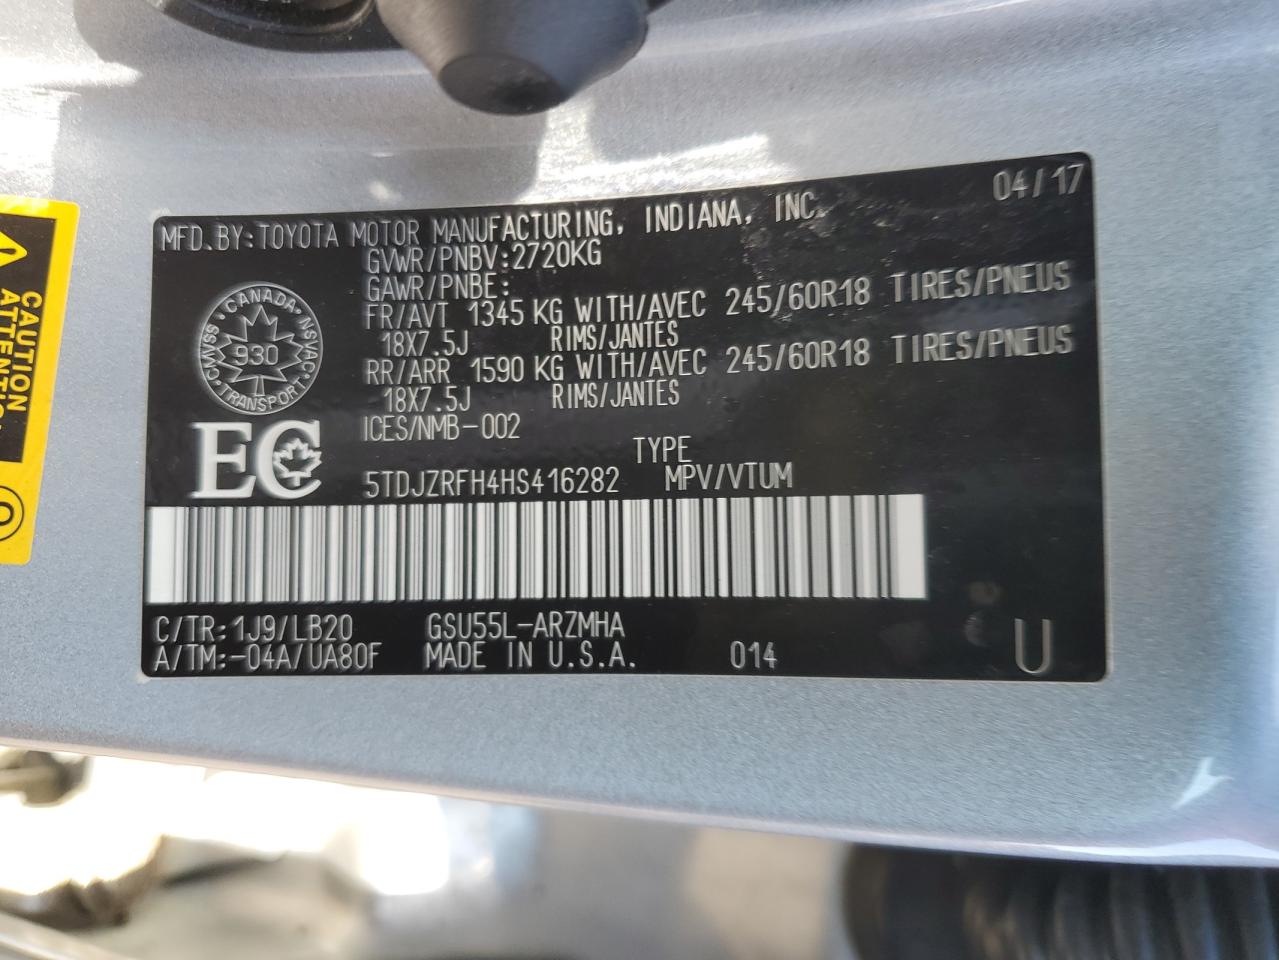 04/17
MFD.BY:TOYOTA MOTOR MANUFACTURING, INDIANA, INC.
GVWR/PNBV:2720KG
GAWR/PNBE:
FR/AVT 1345 KG WITH/AVEC 245/60R18 TIRES/PNEUS
18X7.5J RIMS/JANTES
RR/ARR 1590 KG WITH/AVEC 245/60R18 TIRES/PNEUS
18X7.5J RIMS/JANTES
ICES/NMB-002
CANADA
CMVSS
930
NSVAC
TRANSPORT
EC
TYPE
5TDJZRFH4HS416282 MPV/VTUM
C/TR:1J9/LB20 GSU55L-ARZMHA
A/TM:-04A/UA80F MADE IN U.S.A. 014 U
CAUTION